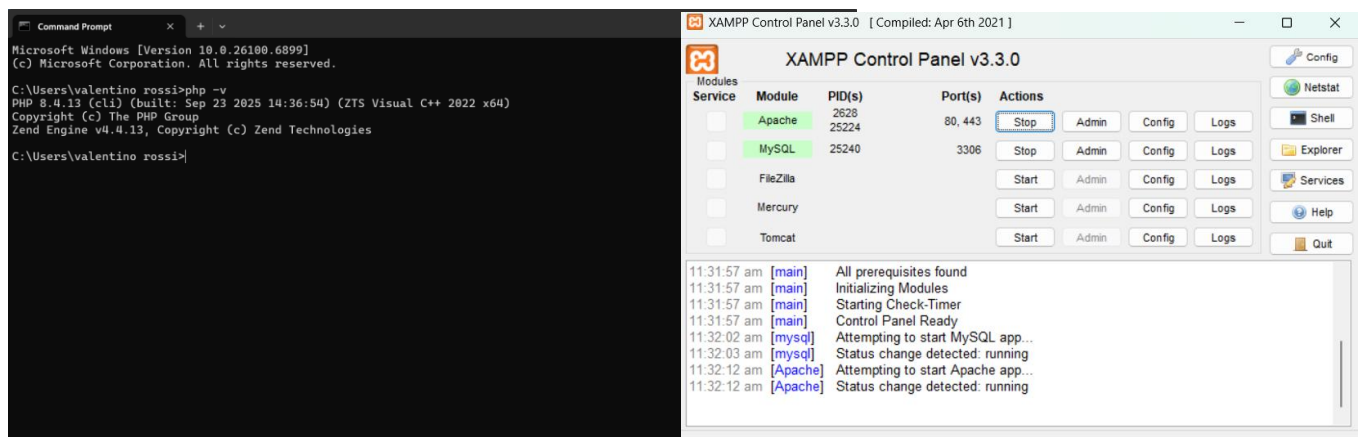 Command Prompt
Microsoft Windows [Version 10.0.26100.6899]
(c) Microsoft Corporation. All rights reserved.
C:\Users\valentino rossi>php -v
PHP 8.4.13 (cli) (built: Sep 23 2025 14:36:54) (ZTS Visual C++ 2022 x64)
Copyright (c) The PHP Group
Zend Engine v4.4.13, Copyright (c) Zend Technologies
C:\Users\valentino rossi>
XAMPP Control Panel v3.3.0 [ Compiled: Apr 6th 2021 ]
XAMPP Control Panel v3.3.0
Modules
Service Module PID(s) Port(s) Actions
Apache 2628 25224 80, 443 Stop Admin Config Logs
MySQL 25240 3306 Stop Admin Config Logs
FileZilla Start Admin Config Logs
Mercury Start Admin Config Logs
Tomcat Start Admin Config Logs
Config
Netstat
Shell
Explorer
Services
Help
Quit
11:31:57 am [main] All prerequisites found
11:31:57 am [main] Initializing Modules
11:31:57 am [main] Starting Check-Timer
11:31:57 am [main] Control Panel Ready
11:32:02 am [mysql] Attempting to start MySQL app...
11:32:03 am [mysql] Status change detected: running
11:32:12 am [Apache] Attempting to start Apache app...
11:32:12 am [Apache] Status change detected: running